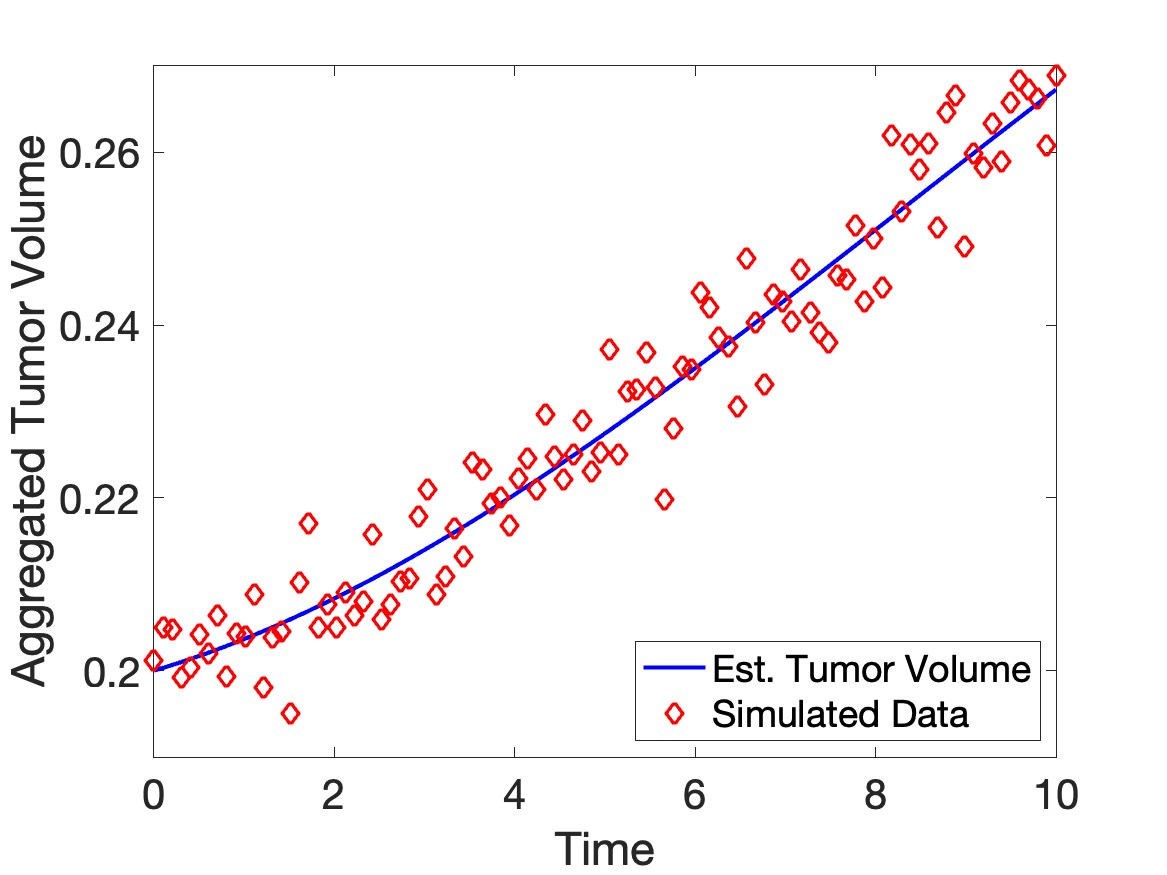 Aggregated Tumor Volume
0.26
0.24
0.22
0.2
Est. Tumor Volume
Simulated Data
0 2 4 6 8 10
Time